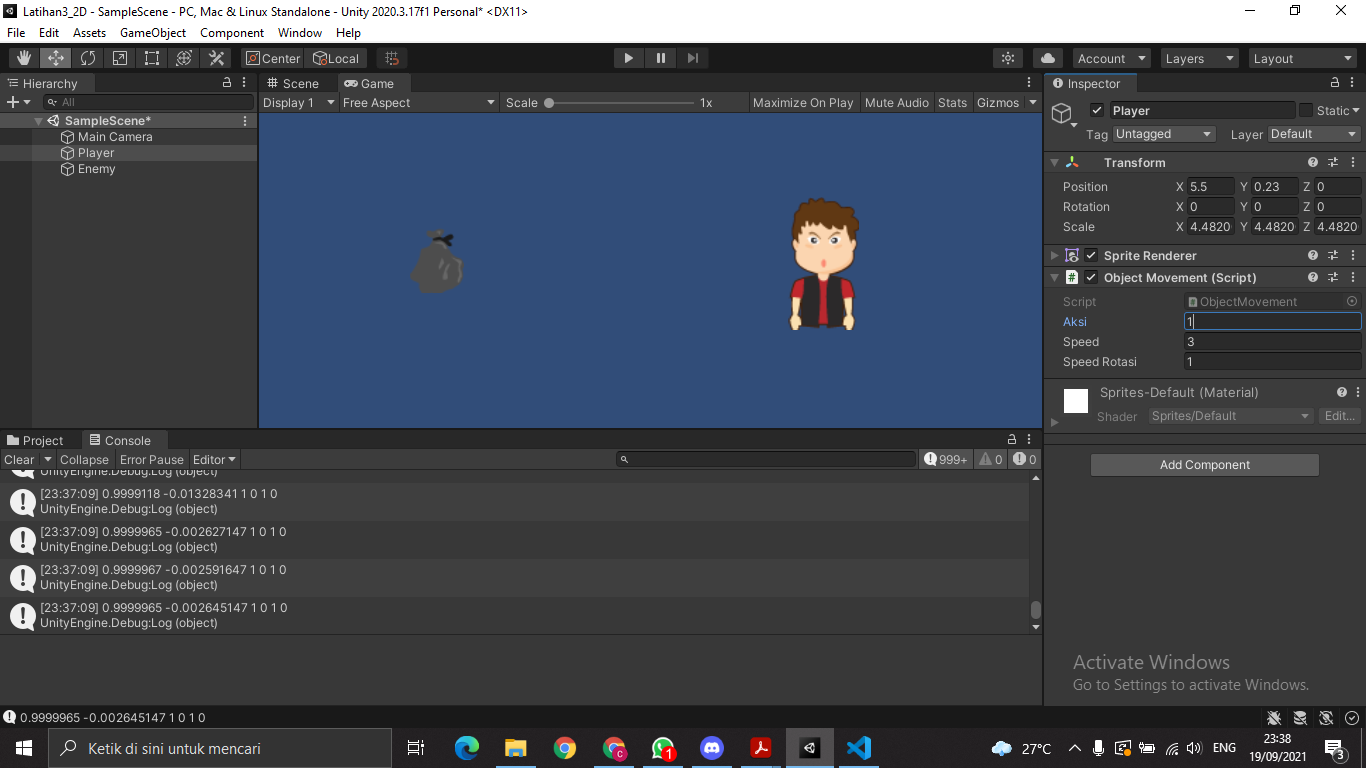 Latihan3_2D - SampleScene - PC, Mac & Linux Standalone - Unity 2020.3.17f1 Personal* <DX11>
File Edit Assets GameObject Component Window Help
Center Local Account Layers Layout
Hierarchy
All
SampleScene*
Main Camera
Player
Enemy
Scene Game
Display 1 Free Aspect Scale 1x Maximize On Play Mute Audio Stats Gizmos
Inspector
Player Static
Tag Untagged Layer Default
Transform
Position X 5.5 Y 0.23 Z 0
Rotation X 0 Y 0 Z 0
Scale X 4.4820 Y 4.4820 Z 4.4820
Sprite Renderer
# Object Movement (Script)
Script ObjectMovement
Aksi 1
Speed 3
Speed Rotasi 1
Sprites-Default (Material)
Shader Sprites/Default Edit...
Add Component
Project Console
Clear Collapse Error Pause Editor 999+ 0 0
UnityEngine.Debug:Log (object)
[23:37:09] 0.9999118 -0.01328341 1 0 1 0
UnityEngine.Debug:Log (object)
[23:37:09] 0.9999965 -0.002627147 1 0 1 0
UnityEngine.Debug:Log (object)
[23:37:09] 0.9999967 -0.002591647 1 0 1 0
UnityEngine.Debug:Log (object)
[23:37:09] 0.9999965 -0.002645147 1 0 1 0
UnityEngine.Debug:Log (object)
Activate Windows
Go to Settings to activate Windows.
0.9999965 -0.002645147 1 0 1 0
Ketik di sini untuk mencari
c
1
27°C
ENG
23:38
19/09/2021
3